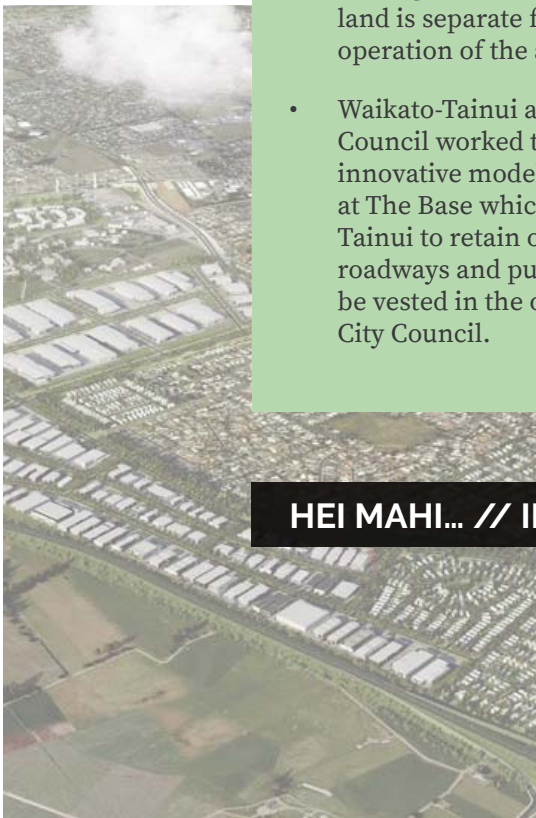 land is separate f
operation of the a
• Waikato-Tainui a
Council worked t
innovative mode
at The Base whic
Tainui to retain o
roadways and pu
be vested in the o
City Council.
HEI MAHI... // I